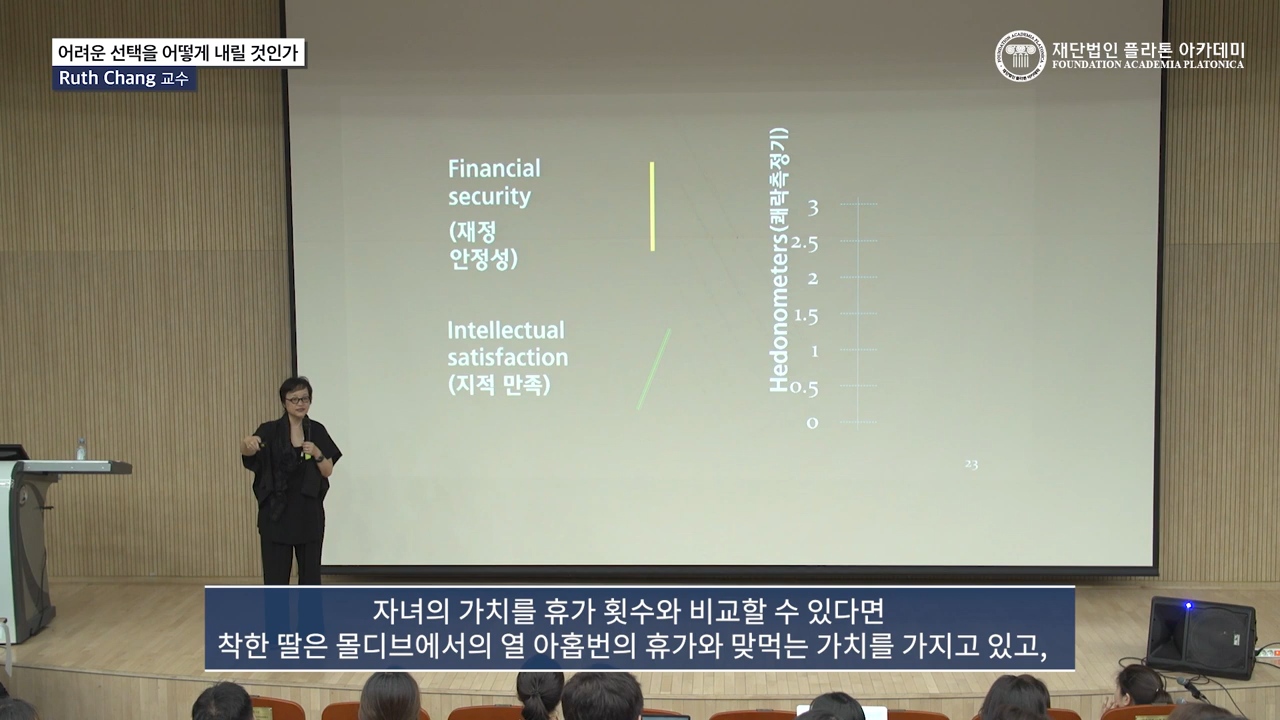 어려운 선택을 어떻게 내릴 것인가
Ruth Chang 교수
재단법인 플라톤 아카데미
FOUNDATION ACADEMIA PLATONICA
Financial
security
(재정
안정성)
Intellectual
satisfaction
(지적 만족)
Hedonometers(쾌락측정기)
3
2.5
2
1.5
1
0.5
0
23
자녀의 가치를 휴가 횟수와 비교할 수 있다면
착한 딸은 몰디브에서의 열 아홉번의 휴가와 맞먹는 가치를 가지고 있고,